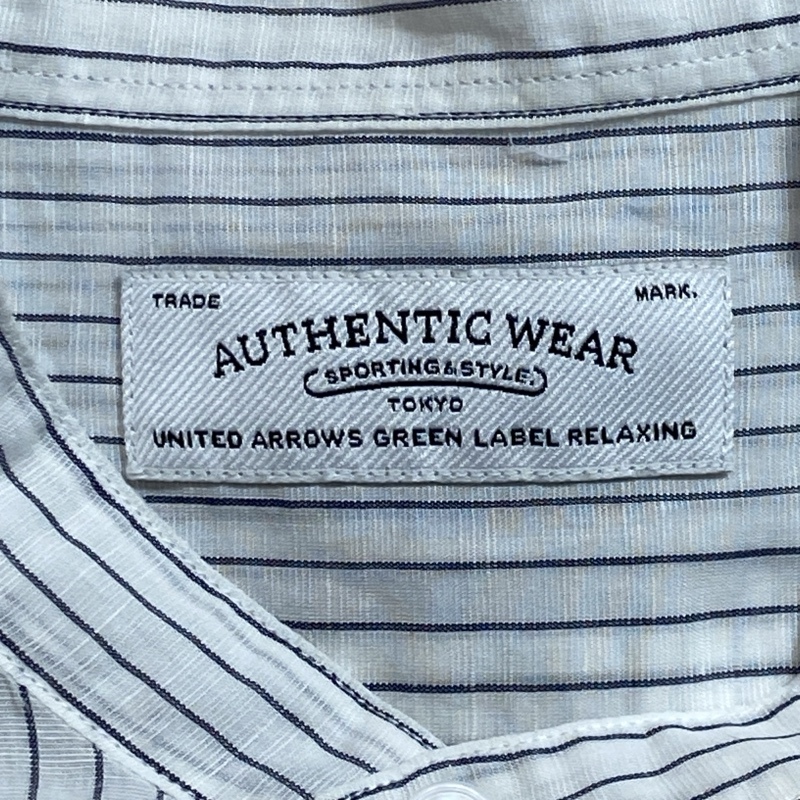 TRADE MARK.
AUTHENTIC WEAR
SPORTING & STYLE.
TOKYO
UNITED ARROWS GREEN LABEL RELAXING